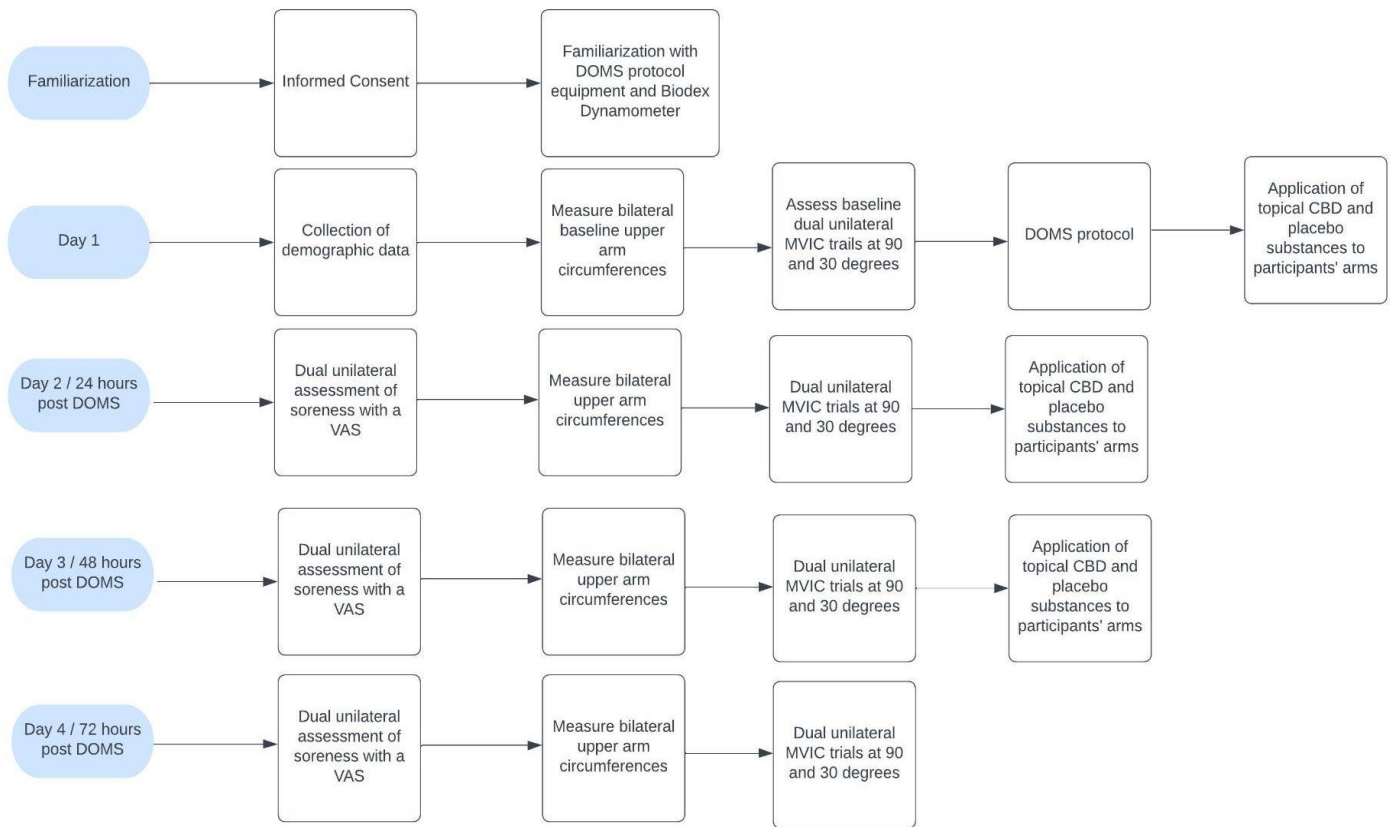 Familiarization
Informed Consent
Familiarization with
DOMS protocol
equipment and Biodex
Dynamometer
Day 1
Collection of
demographic data
Measure bilateral
baseline upper
arm
circumferences
Assess baseline
dual unilateral
MVIC trails at 90
and 30 degrees
DOMS protocol
Application of
topical CBD and
placebo
substances to
participants' arms
Day 2 / 24 hours
post DOMS
Dual unilateral
assessment of
soreness with a
VAS
Measure bilateral
upper arm
circumferences
Dual unilateral
MVIC trials at 90
and 30 degrees
Application of
topical CBD and
placebo
substances to
participants' arms
Day 3 / 48 hours
post DOMS
Dual unilateral
assessment of
soreness with a
VAS
Measure bilateral
upper arm
circumferences
Dual unilateral
MVIC trials at 90
and 30 degrees
Application of
topical CBD and
placebo
substances to
participants' arms
Day 4 / 72 hours
post DOMS
Dual unilateral
assessment of
soreness with a
VAS
Measure bilateral
upper arm
circumferences
Dual unilateral
MVIC trials at 90
and 30 degrees